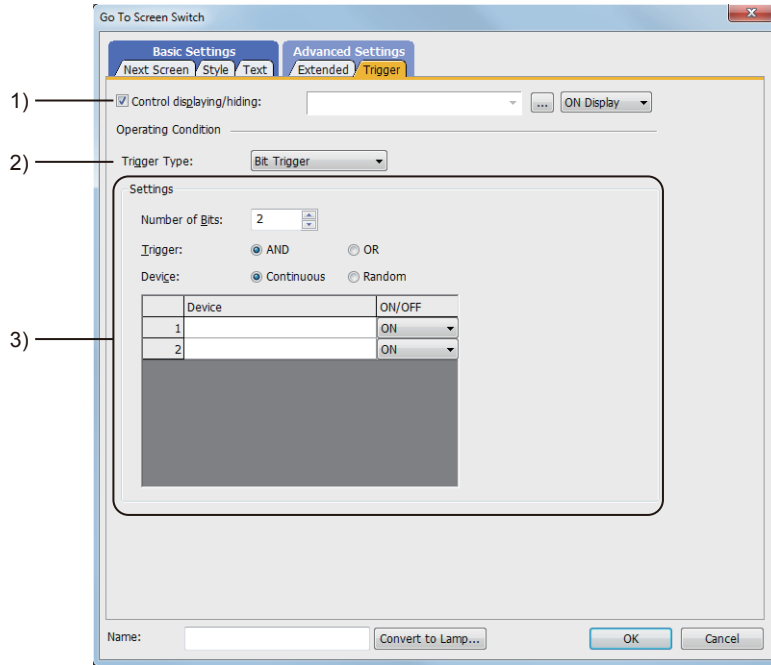 Go To Screen Switch
Basic Settings Advanced Settings
Next Screen Style Text Extended Trigger
1) Control displaying/hiding: ... ON Display
Operating Condition
2) Trigger Type: Bit Trigger
3) Settings
Number of Bits: 2
Trigger: AND OR
Device: Continuous Random
Device ON/OFF
1 ON
2 ON
Name: Convert to Lamp... OK Cancel